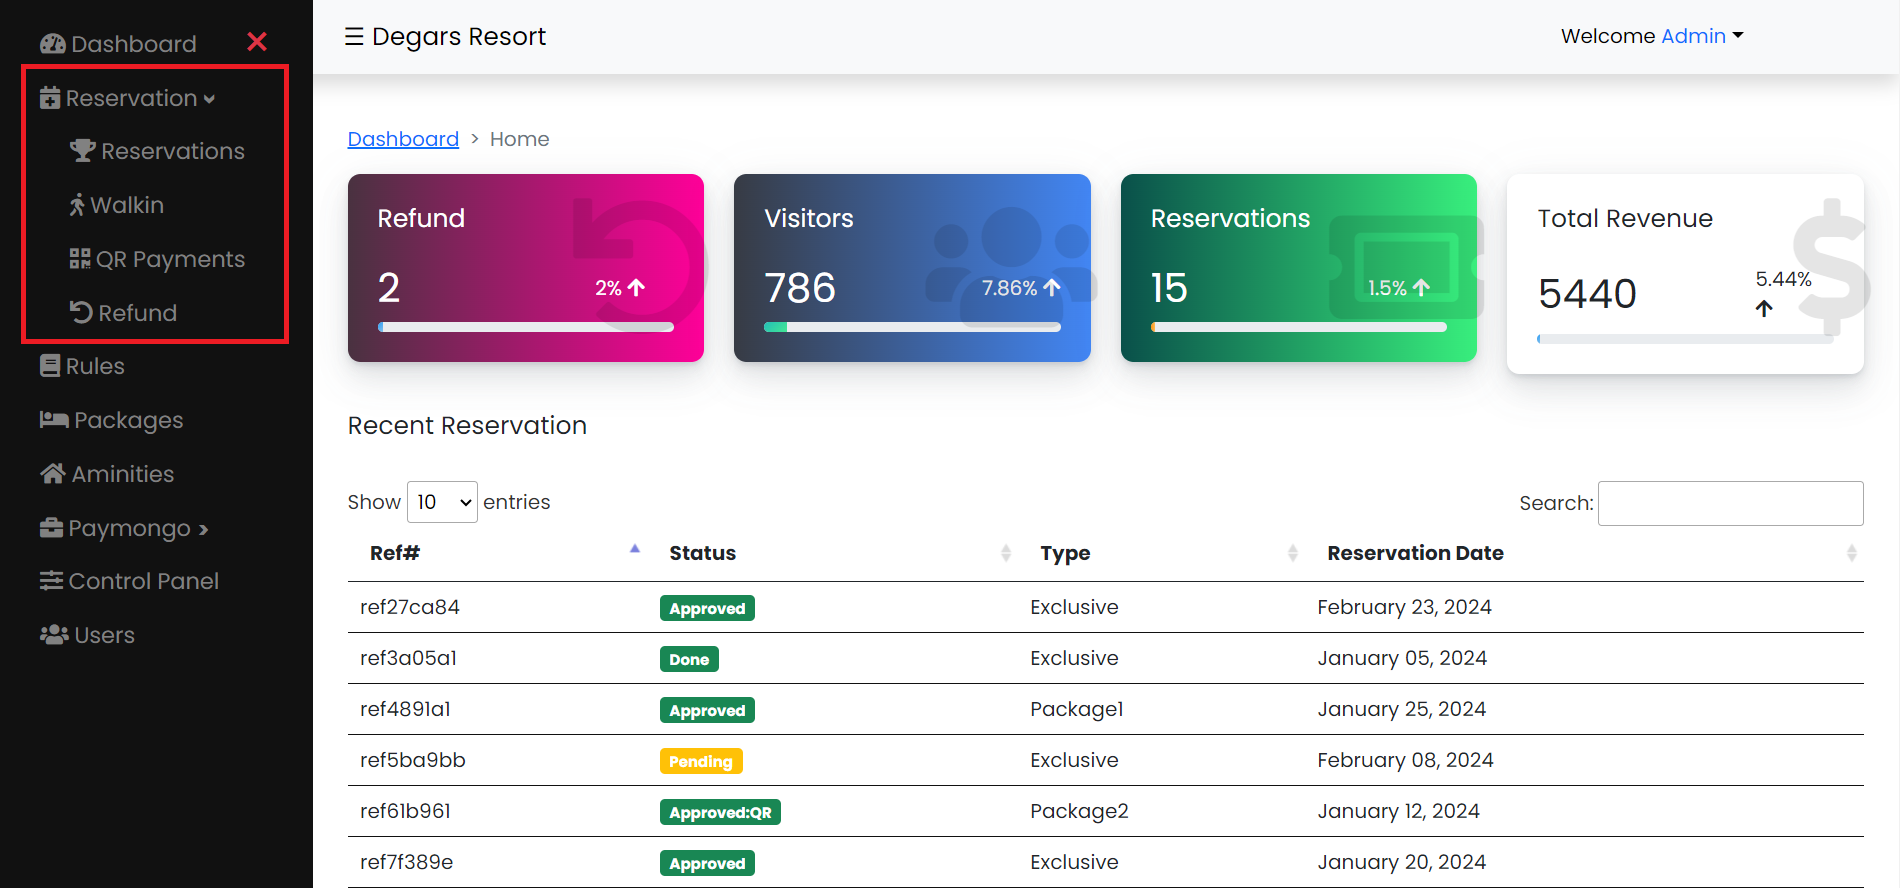 Dashboard
Reservation
Reservations
Walkin
QR Payments
Refund
Rules
Packages
Aminities
Paymongo
Control Panel
Users
Degars Resort
Welcome Admin
Dashboard > Home
Refund
2
2%
Visitors
786
7.86%
Reservations
15
1.5%
Total Revenue
5440
5.44%
Recent Reservation
Show 10 entries
Search:
Ref# Status Type Reservation Date
ref27ca84 Approved Exclusive February 23, 2024
ref3a05a1 Done Exclusive January 05, 2024
ref4891a1 Approved Package1 January 25, 2024
ref5ba9bb Pending Exclusive February 08, 2024
ref61b961 Approved:QR Package2 January 12, 2024
ref7f389e Approved Exclusive January 20, 2024